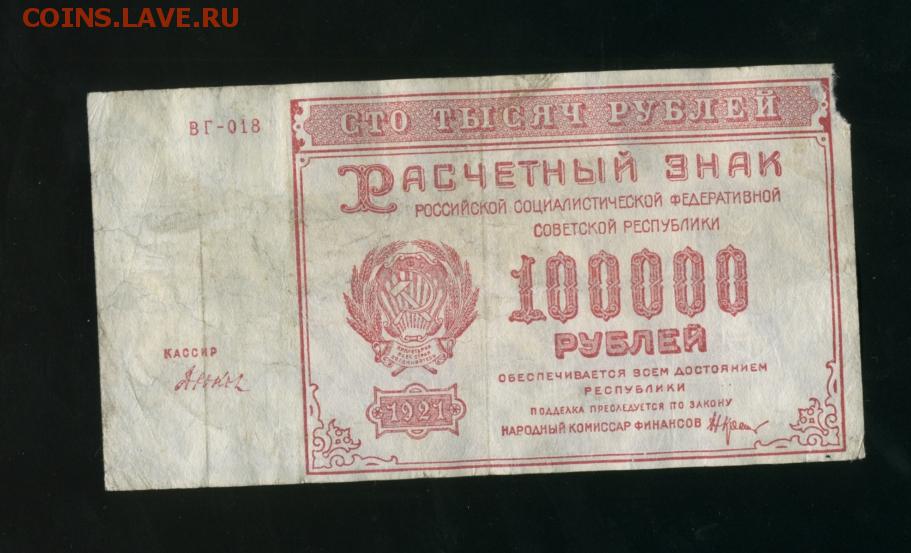 COINS.LAVE.RU
ВГ-018
СТО ТЫСЯЧ РУБЛЕЙ
РАСЧЕТНЫЙ ЗНАК
РОССИЙСКОЙ СОЦИАЛИСТИЧЕСКОЙ ФЕДЕРАТИВНОЙ
СОВЕТСКОЙ РЕСПУБЛИКИ
100000
РУБЛЕЙ
КАССИР
ОБЕСПЕЧИВАЕТСЯ ВСЕМ ДОСТОЯНИЕМ
РЕСПУБЛИКИ
1921
ПОДДЕЛКА ПРЕСЛЕДУЕТСЯ ПО ЗАКОНУ
НАРОДНЫЙ КОМИССАР ФИНАНСОВ